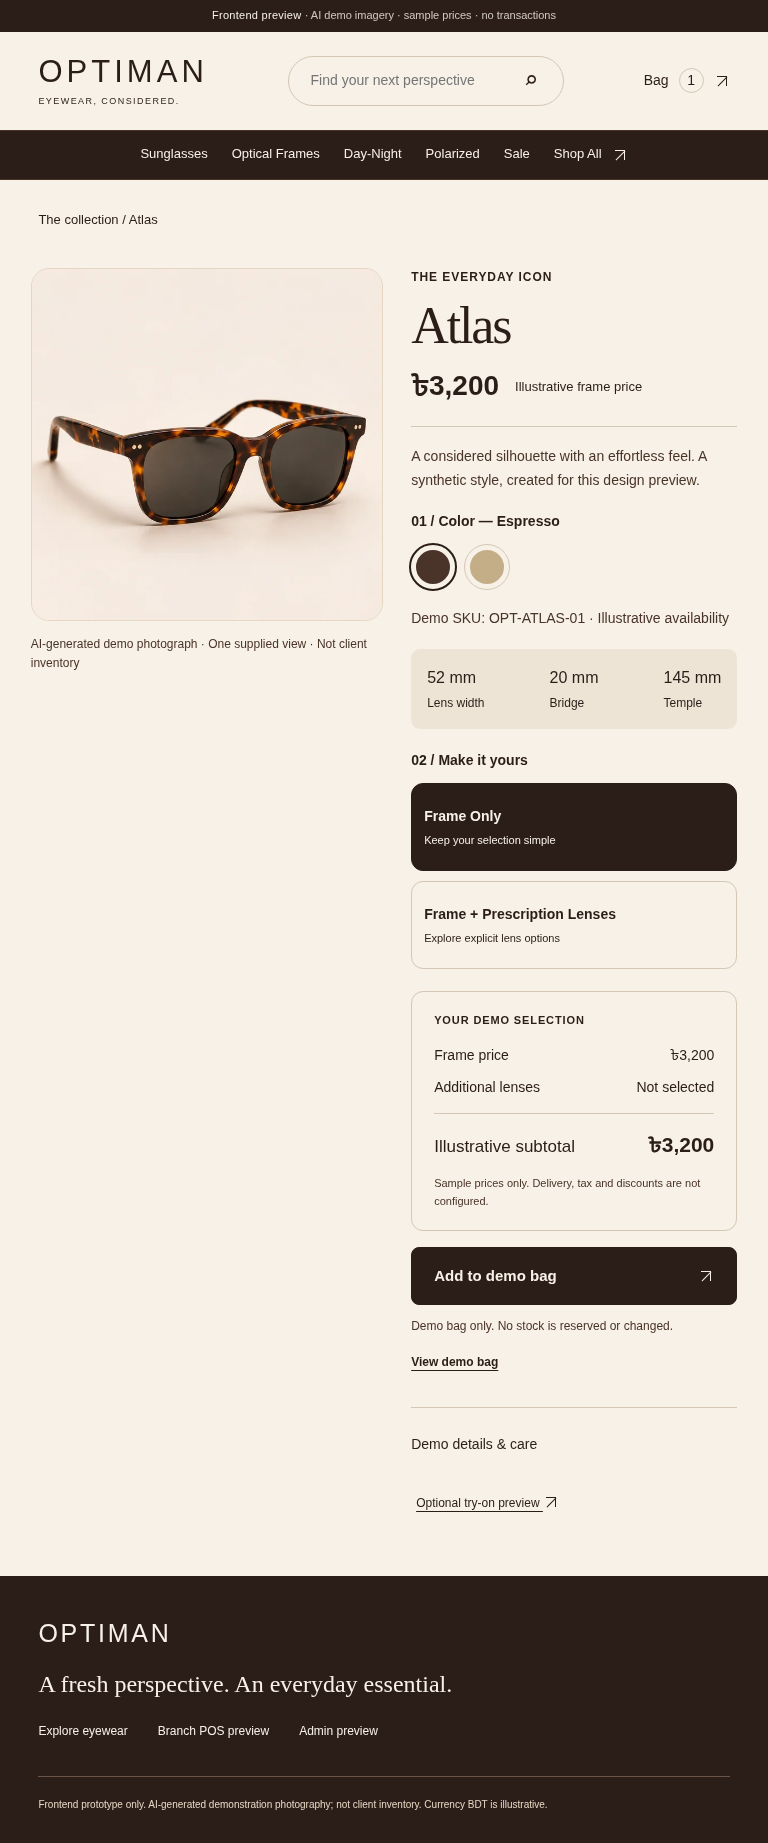 Frontend preview · AI demo imagery · sample prices · no transactions
OPTIMAN
EYEWEAR, CONSIDERED.
Find your next perspective
Bag 1
Sunglasses Optical Frames Day-Night Polarized Sale Shop All
The collection / Atlas
THE EVERYDAY ICON
Atlas
৳3,200 Illustrative frame price
A considered silhouette with an effortless feel. A
synthetic style, created for this design preview.
01 / Color — Espresso
Demo SKU: OPT-ATLAS-01 · Illustrative availability
AI-generated demo photograph · One supplied view · Not client
inventory
52 mm 20 mm 145 mm
Lens width Bridge Temple
02 / Make it yours
Frame Only
Keep your selection simple
Frame + Prescription Lenses
Explore explicit lens options
YOUR DEMO SELECTION
Frame price ৳3,200
Additional lenses Not selected
Illustrative subtotal ৳3,200
Sample prices only. Delivery, tax and discounts are not
configured.
Add to demo bag
Demo bag only. No stock is reserved or changed.
View demo bag
Demo details & care
Optional try-on preview
OPTIMAN
A fresh perspective. An everyday essential.
Explore eyewear Branch POS preview Admin preview
Frontend prototype only. AI-generated demonstration photography; not client inventory. Currency BDT is illustrative.